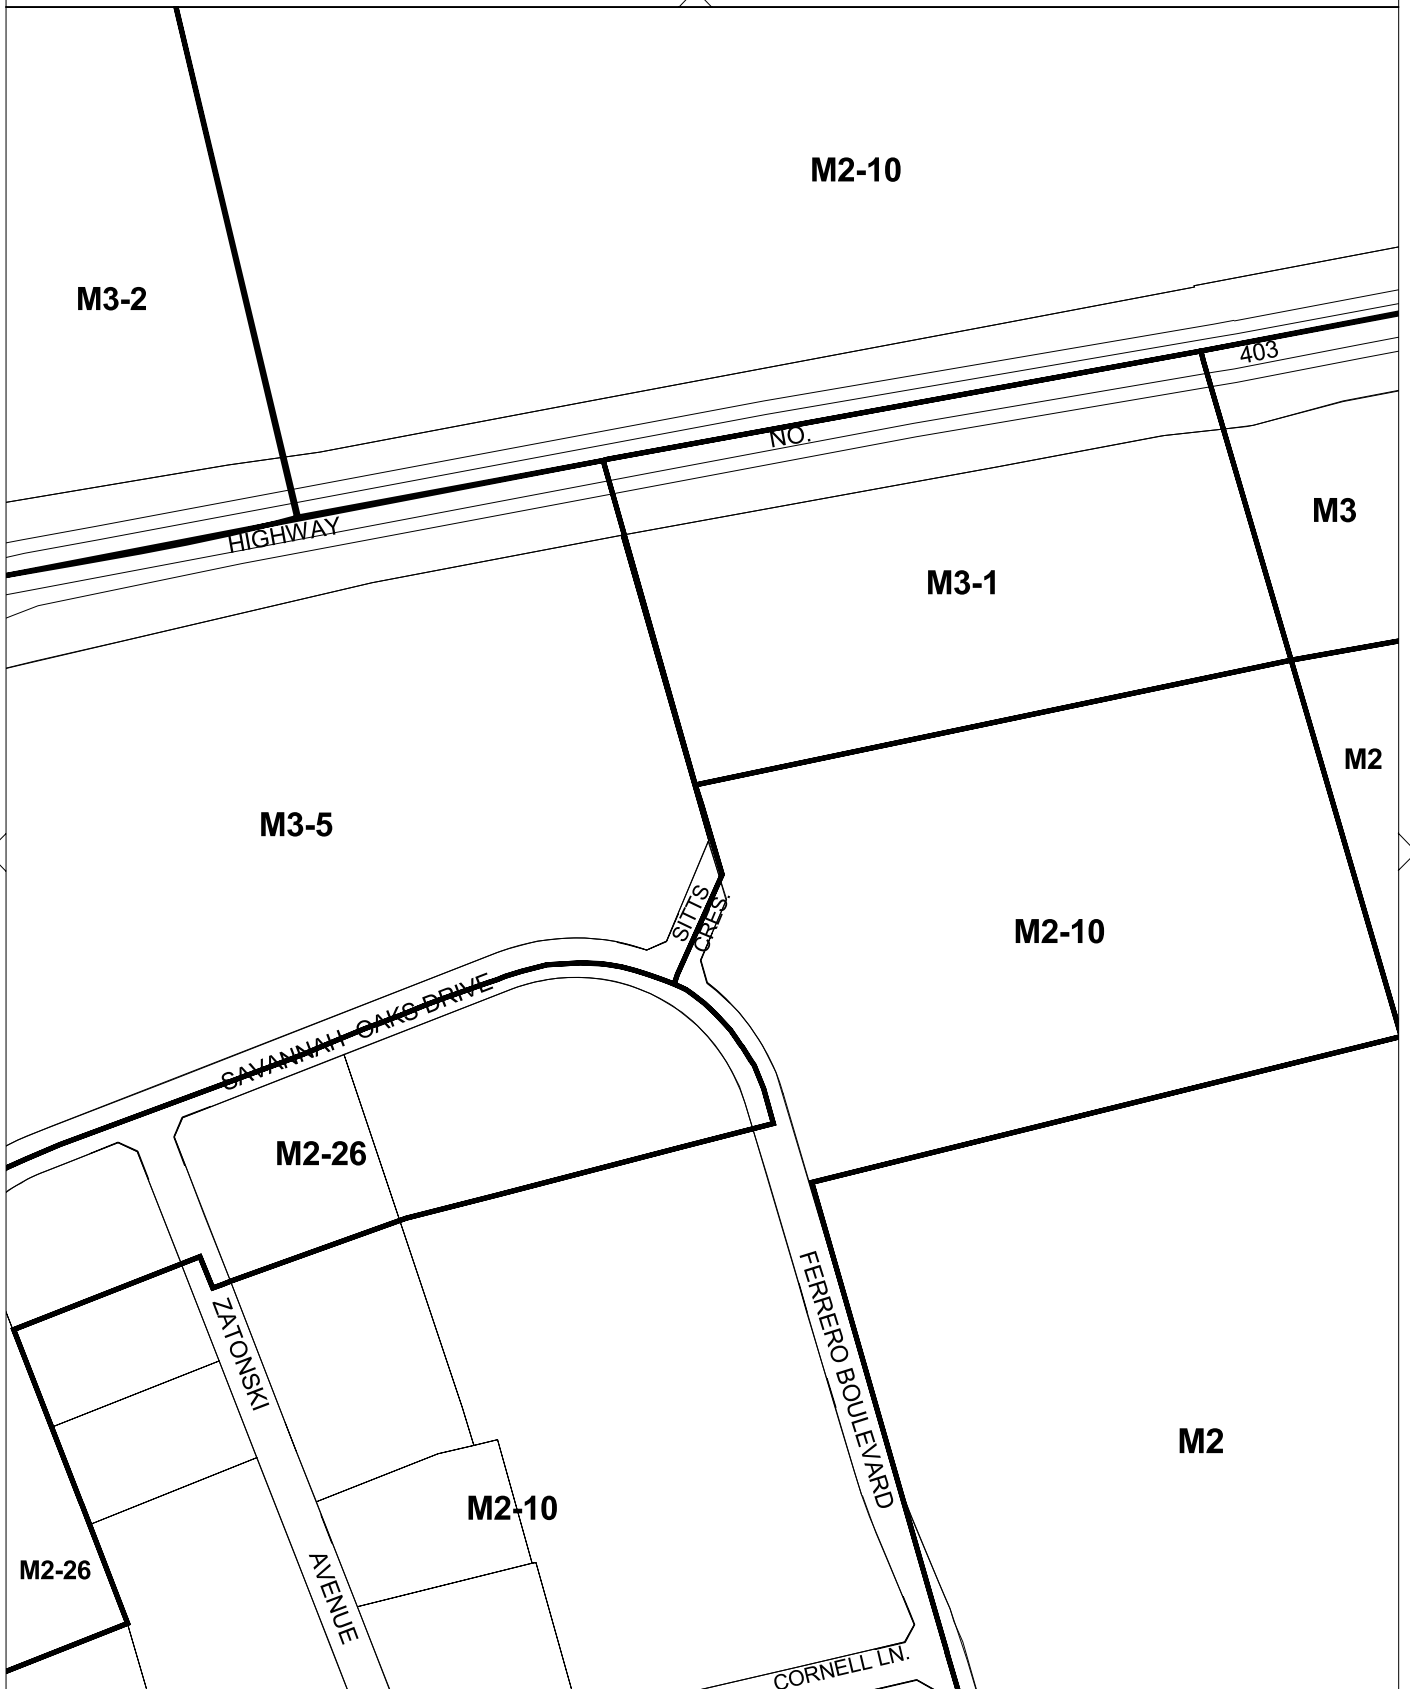 M2-10
M3-2
403
NO.
HIGHWAY
M3
M3-1
M2
M3-5
SITTS
CRES.
M2-10
SAVANNAH OAKS DRIVE
M2-26
FERRERO BOULEVARD
ZATONSKI
M2
M2-10
M2-26
AVENUE
CORNELL LN.